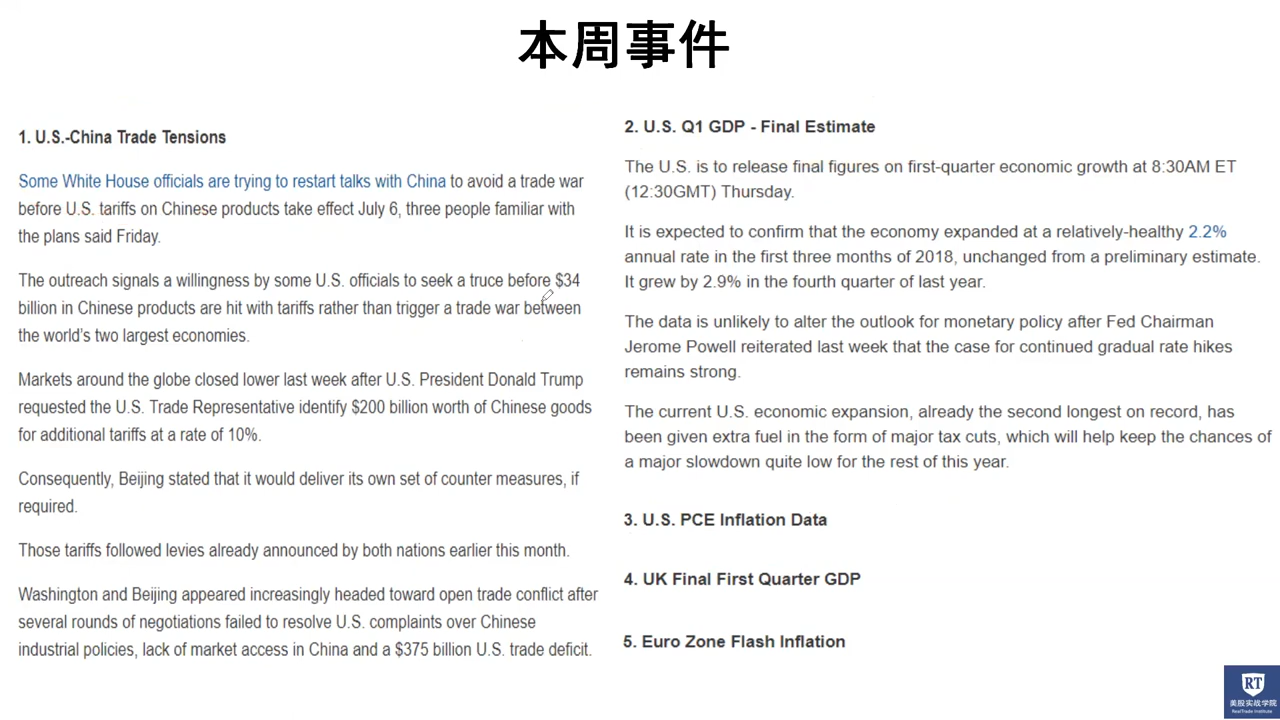 本周事件
1. U.S.-China Trade Tensions
Some White House officials are trying to restart talks with China to avoid a trade war
before U.S. tariffs on Chinese products take effect July 6, three people familiar with
the plans said Friday.
The outreach signals a willingness by some U.S. officials to seek a truce before $34
billion in Chinese products are hit with tariffs rather than trigger a trade war between
the world's two largest economies.
Markets around the globe closed lower last week after U.S. President Donald Trump
requested the U.S. Trade Representative identify $200 billion worth of Chinese goods
for additional tariffs at a rate of 10%.
Consequently, Beijing stated that it would deliver its own set of counter measures, if
required.
Those tariffs followed levies already announced by both nations earlier this month.
Washington and Beijing appeared increasingly headed toward open trade conflict after
several rounds of negotiations failed to resolve U.S. complaints over Chinese
industrial policies, lack of market access in China and a $375 billion U.S. trade deficit.
2. U.S. Q1 GDP - Final Estimate
The U.S. is to release final figures on first-quarter economic growth at 8:30AM ET
(12:30GMT) Thursday.
It is expected to confirm that the economy expanded at a relatively-healthy 2.2%
annual rate in the first three months of 2018, unchanged from a preliminary estimate.
It grew by 2.9% in the fourth quarter of last year.
The data is unlikely to alter the outlook for monetary policy after Fed Chairman
Jerome Powell reiterated last week that the case for continued gradual rate hikes
remains strong.
The current U.S. economic expansion, already the second longest on record, has
been given extra fuel in the form of major tax cuts, which will help keep the chances of
a major slowdown quite low for the rest of this year.
3. U.S. PCE Inflation Data
4. UK Final First Quarter GDP
5. Euro Zone Flash Inflation
RT
美股实战学院
RealTrade Institute